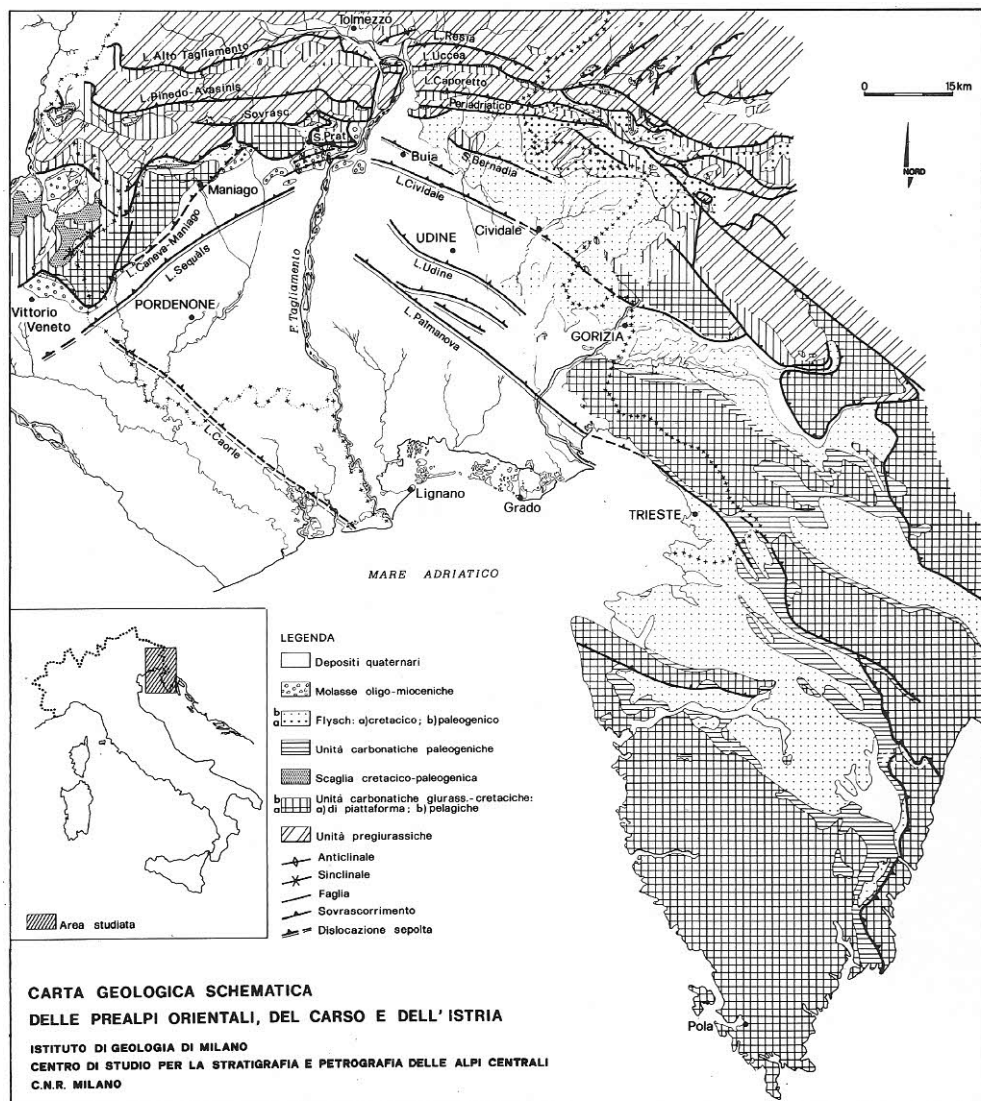 Tolmezzo
L. Resia
L. Alto Tagliamento
L.Uccea
L.Caporetto
L.Pinedo-Avasinis
Periadriatico
Sovrasc
S.Prat
15km
0
NORD
Buia
S.Bernadia
Maniago
L.Cividale
Cividale
L.Caneva-Maniago
L. Sequals
UDINE
L.Udine
F. Tagliamento
Vittorio
Veneto
PORDENONE
L. Palmanova
GORIZIA
L.Caorle
Lignano
Grado
TRIESTE
MARE ADRIATICO
LEGENDA
Depositi quaternari
Molasse oligo-mioceniche
b
a
Flysch: a)cretacico; b)paleogenico
Unità carbonatiche paleogeniche
Scaglia cretacico-paleogenica
b
a
Unità carbonatiche giurass.-cretaciche:
a)di piattaforma; b)pelagiche
Unità pregiurassiche
Anticlinale
Sinclinale
Faglia
Sovrascorrimento
Dislocazione sepolta
Area studiata
CARTA GEOLOGICA SCHEMATICA
DELLE PREALPI ORIENTALI, DEL CARSO E DELL'ISTRIA
ISTITUTO DI GEOLOGIA DI MILANO
CENTRO DI STUDIO PER LA STRATIGRAFIA E PETROGRAFIA DELLE ALPI CENTRALI
C.N.R. MILANO
Pola